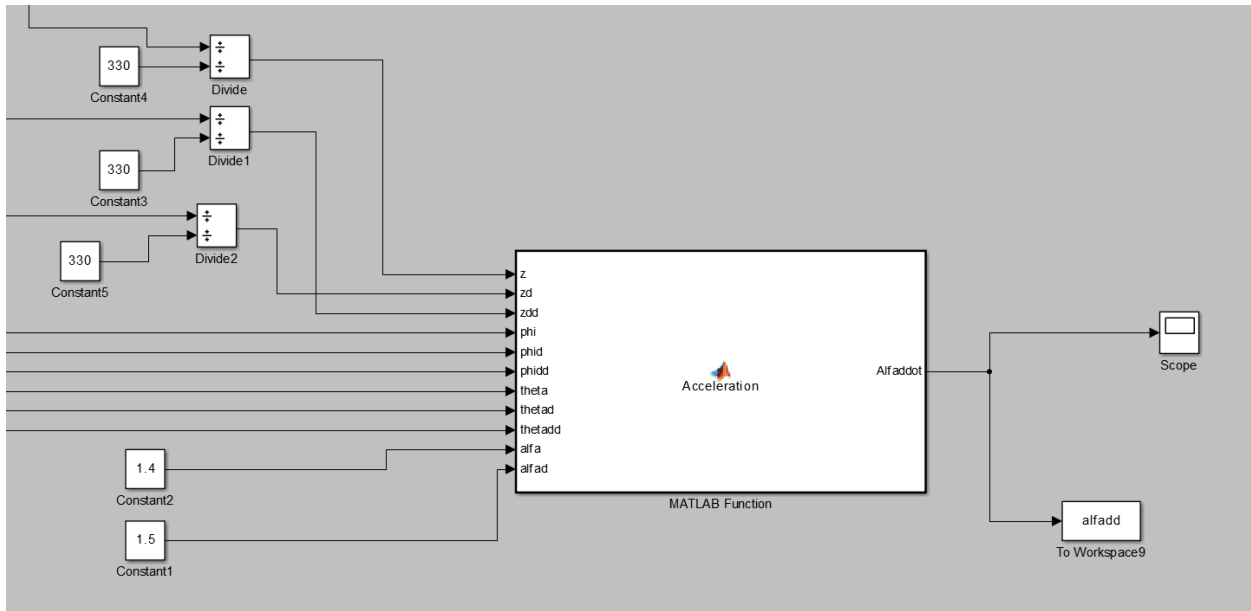 ÷
330
÷
Constant4
Divide
÷
÷
330
Divide1
Constant3
÷
÷
330
Divide2
Constant5
z
zd
zdd
phi
phid
phidd
Alfaddot
Acceleration
theta
thetad
thetadd
alfa
alfad
Scope
1.4
Constant2
MATLAB Function
1.5
Constant1
alfadd
To Workspace9